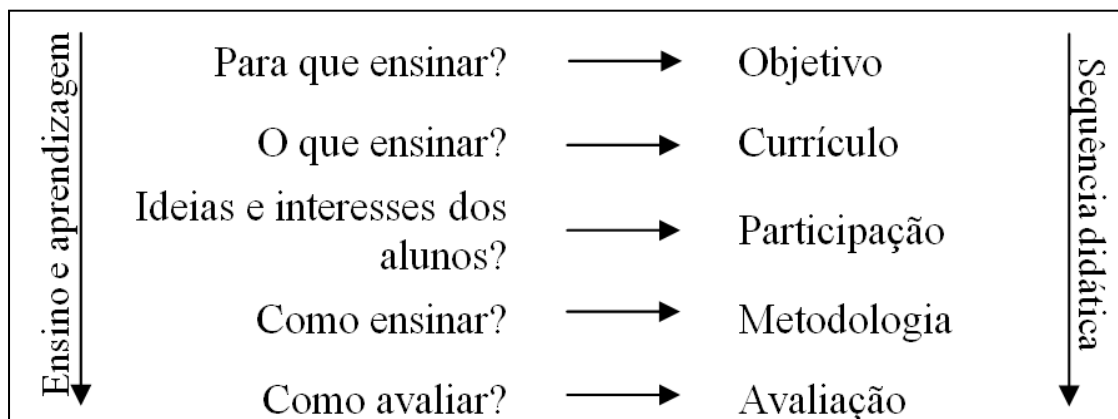 Ensino e aprendizagem
Para que ensinar? Objetivo
O que ensinar? Currículo
Ideias e interesses dos
alunos? Participação
Como ensinar? Metodologia
Como avaliar? Avaliação
Sequência didática